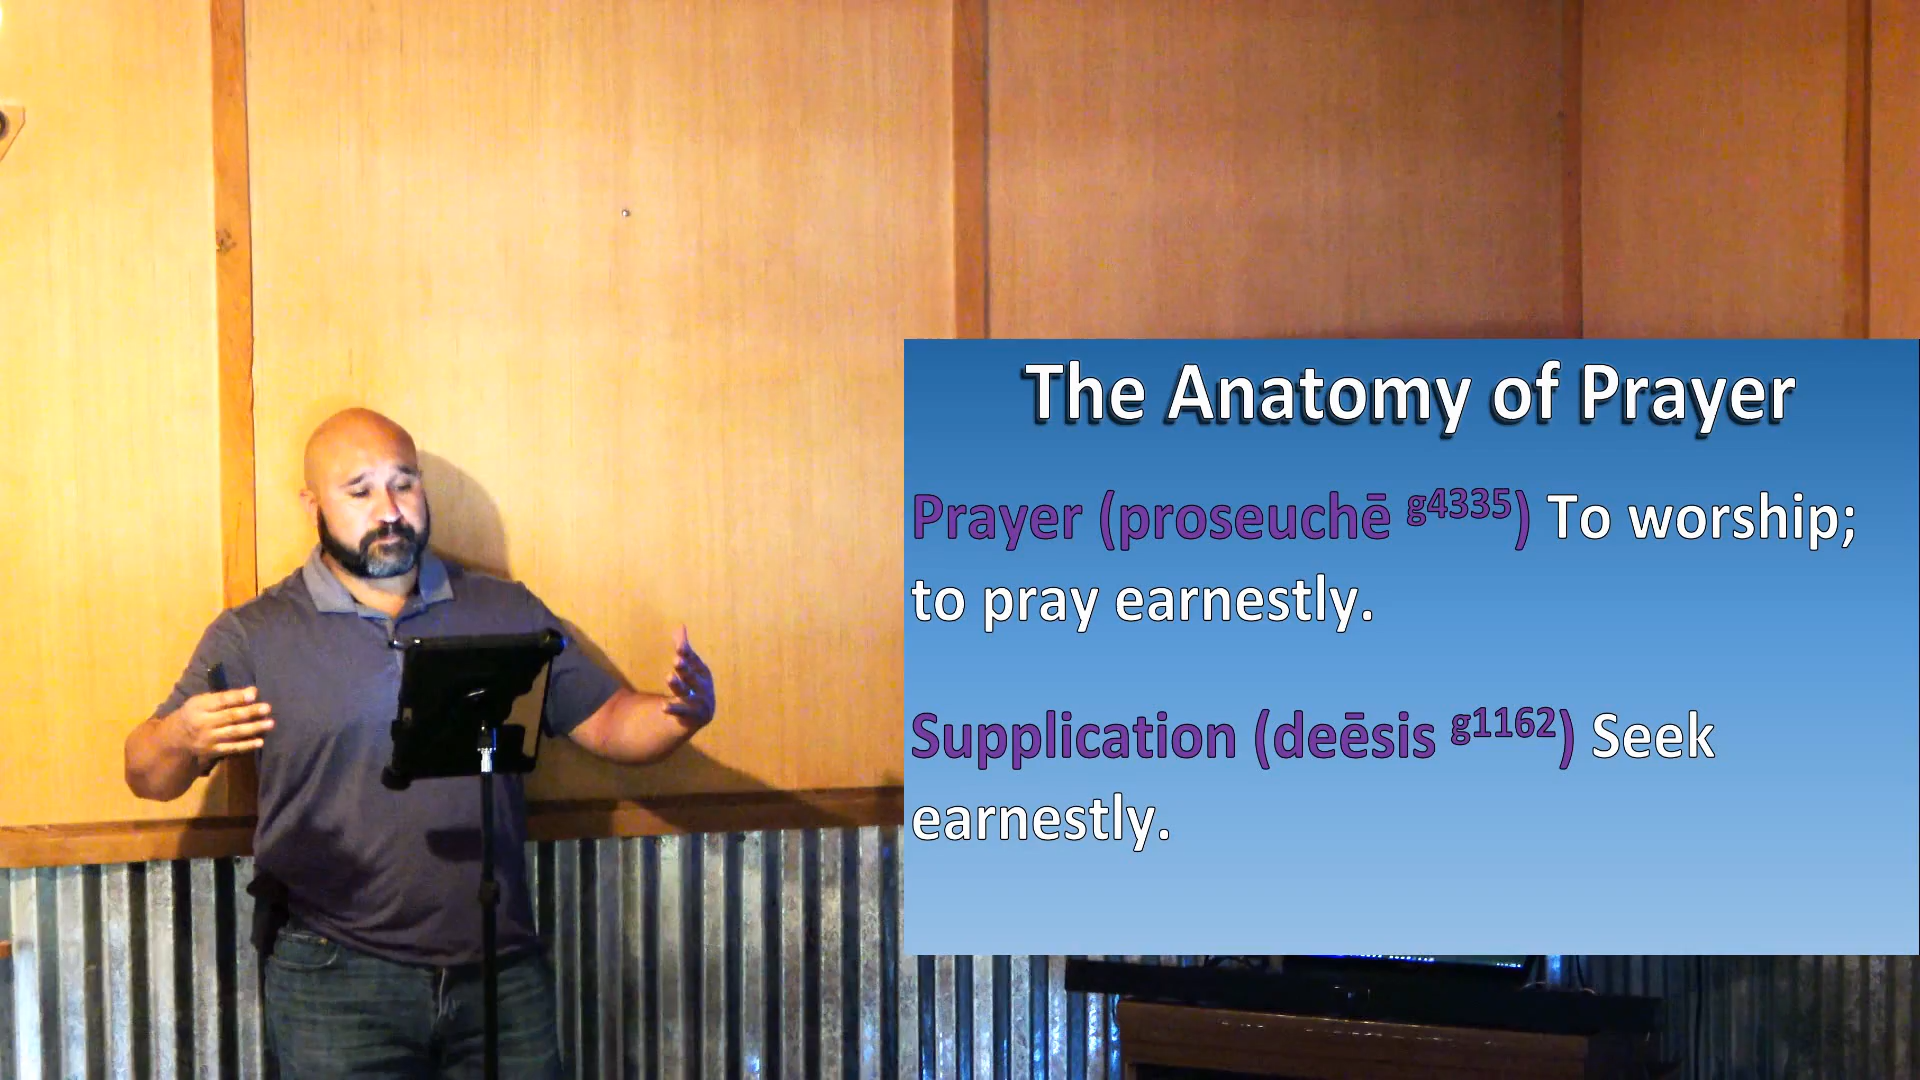 The Anatomy of Prayer
Prayer (proseuchē g4335) To worship;
to pray earnestly.
Supplication (deēsis g1162) Seek
earnestly.